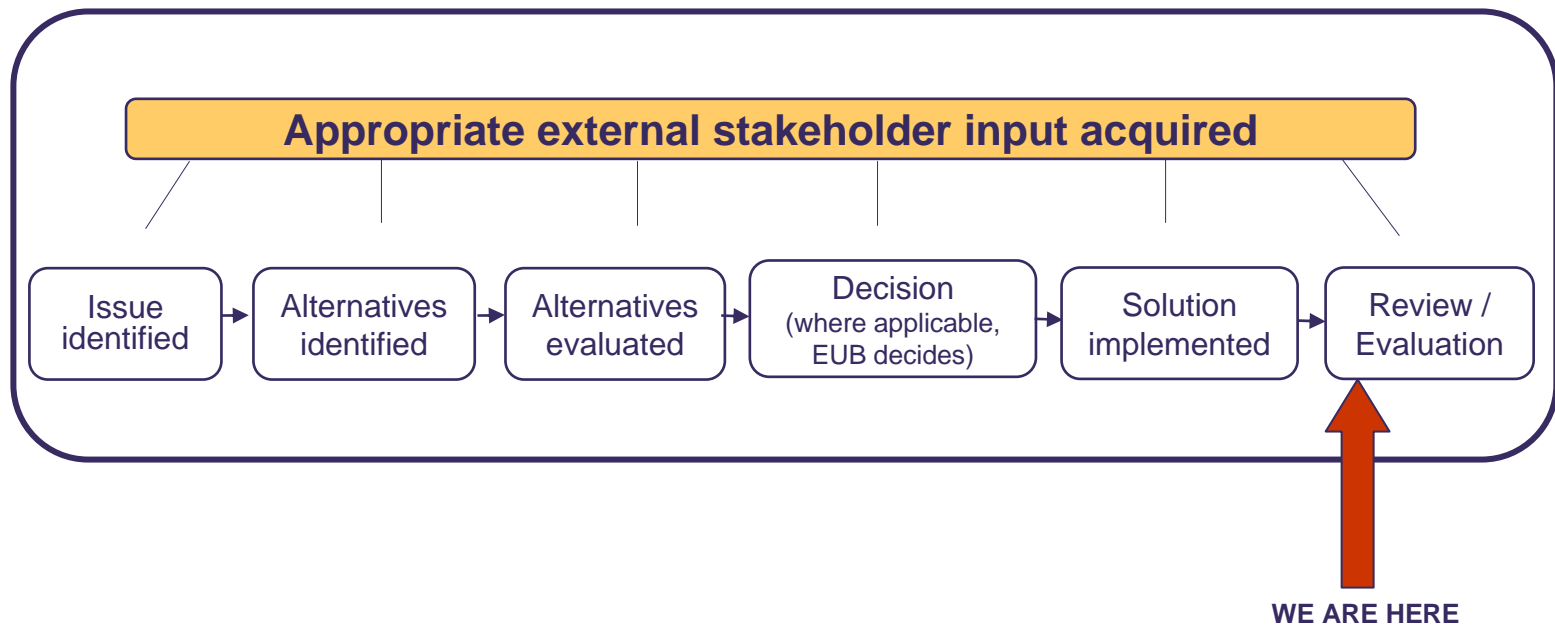 Appropriate external stakeholder input acquired
Issue
identified
Alternatives
identified
Alternatives
evaluated
Decision
(where applicable,
EUB decides)
Solution
implemented
Review /
Evaluation
WE ARE HERE